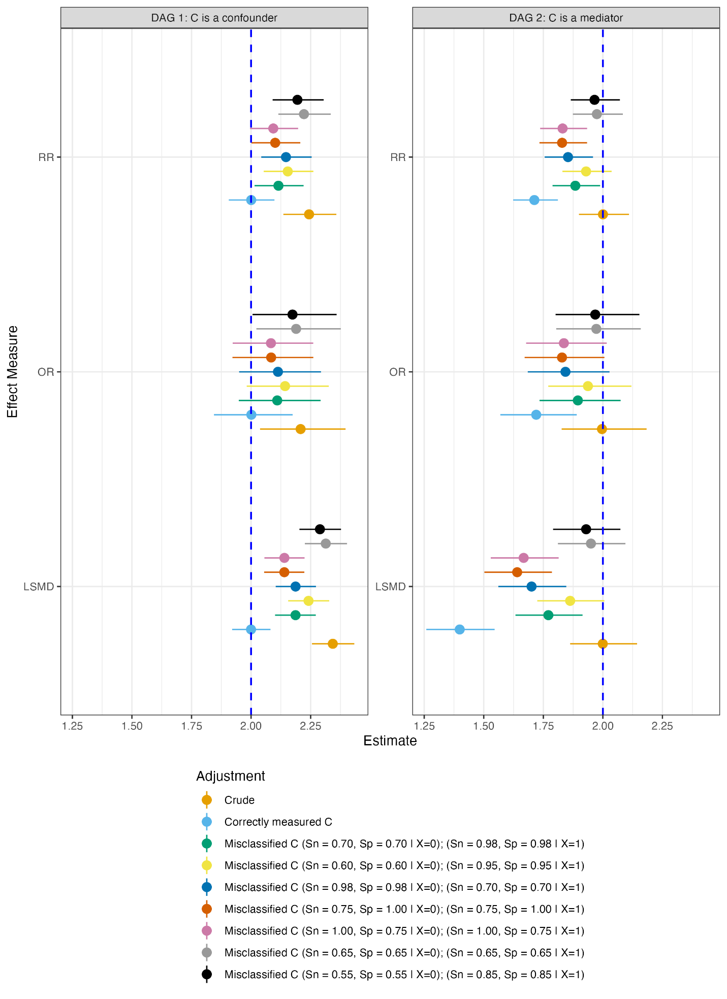 DAG 1: C is a confounder
DAG 2: C is a mediator
Effect Measure
RR
OR
LSMD
RR
OR
LSMD
1.25 1.50 1.75 2.00 2.25
1.25 1.50 1.75 2.00 2.25
Estimate
Adjustment
Crude
Correctly measured C
Misclassified C (Sn = 0.70, Sp = 0.70 | X=0); (Sn = 0.98, Sp = 0.98 | X=1)
Misclassified C (Sn = 0.60, Sp = 0.60 | X=0); (Sn = 0.95, Sp = 0.95 | X=1)
Misclassified C (Sn = 0.98, Sp = 0.98 | X=0); (Sn = 0.70, Sp = 0.70 | X=1)
Misclassified C (Sn = 0.75, Sp = 1.00 | X=0); (Sn = 0.75, Sp = 1.00 | X=1)
Misclassified C (Sn = 1.00, Sp = 0.75 | X=0); (Sn = 1.00, Sp = 0.75 | X=1)
Misclassified C (Sn = 0.65, Sp = 0.65 | X=0); (Sn = 0.65, Sp = 0.65 | X=1)
Misclassified C (Sn = 0.55, Sp = 0.55 | X=0); (Sn = 0.85, Sp = 0.85 | X=1)